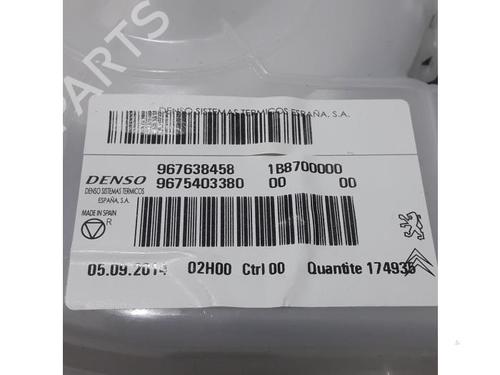 DENSO SISTEMAS TERMICOS ESPAÑA, S.A.
967638458 1B8700000
DENSO 9675403380 00 00
DENSO SISTEMAS TERMICOS
ESPAÑA, S.A.
MADE IN SPAIN
R
05.09.2014 02H00 Ctrl 00 Quantite 174935